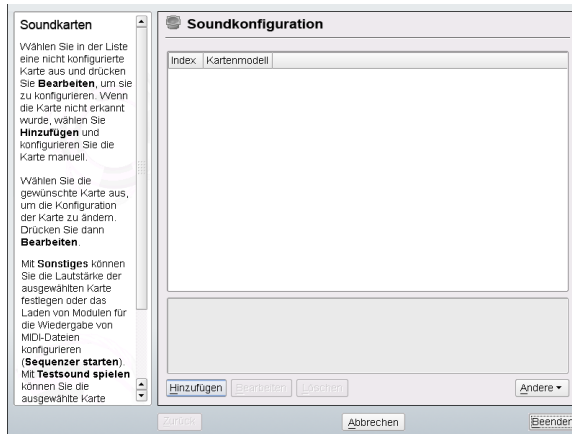 Soundkarten
Wählen Sie in der Liste
eine nicht konfigurierte
Karte aus und drücken
Sie Bearbeiten, um sie
zu konfigurieren. Wenn
die Karte nicht erkannt
wurde, wählen Sie
Hinzufügen und
konfigurieren Sie die
Karte manuell.
Wählen Sie die
gewünschte Karte aus,
um die Konfiguration
der Karte zu ändern.
Drücken Sie dann
Bearbeiten.
Mit Sonstiges können
Sie die Lautstärke der
ausgewählten Karte
festlegen oder das
Laden von Modulen für
die Wiedergabe von
MIDI-Dateien
konfigurieren
(Sequenzer starten).
Mit Testsound spielen
können Sie die
ausgewählte Karte
Soundkonfiguration
Index Kartenmodell
Hinzufügen Bearbeiten Löschen Andere
Zurück Abbrechen Beenden